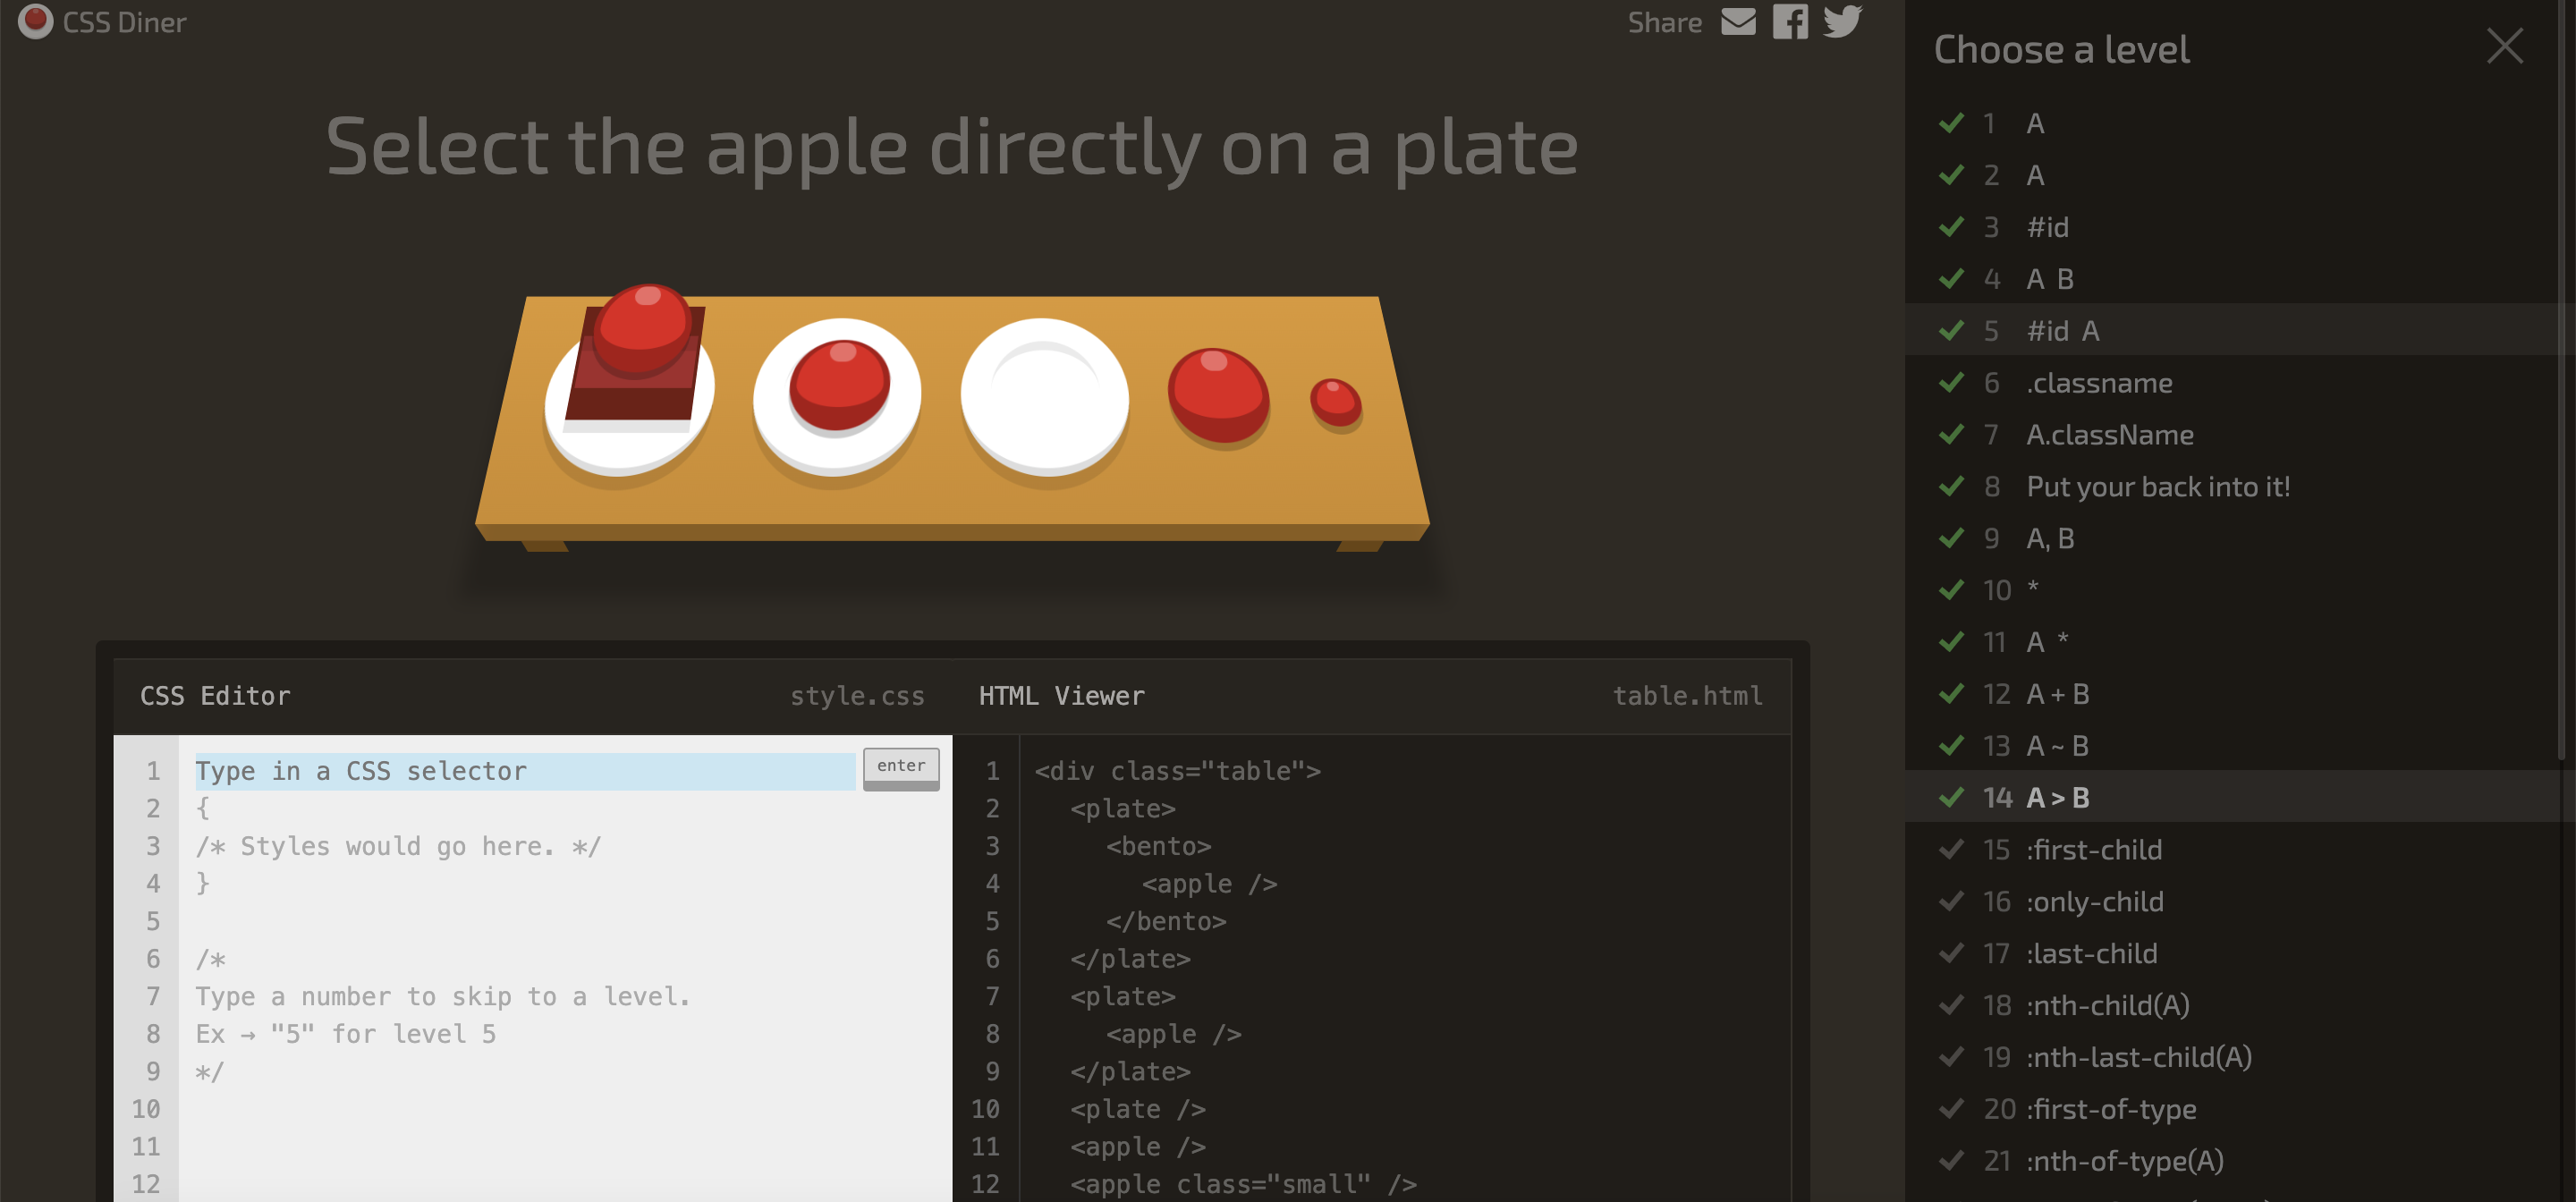 CSS Diner
Share
Select the apple directly on a plate
CSS Editor style.css
1 Type in a CSS selector enter
2 {
3 /* Styles would go here. */
4 }
5
6 /*
7 Type a number to skip to a level.
8 Ex → "5" for level 5
9 */
10
11
12
HTML Viewer table.html
1 <div class="table">
2 <plate>
3 <bento>
4 <apple />
5 </bento>
6 </plate>
7 <plate>
8 <apple />
9 </plate>
10 <plate />
11 <apple />
12 <apple class="small" />
Choose a level
1 A
2 A
3 #id
4 A B
5 #id A
6 .classname
7 A.className
8 Put your back into it!
9 A, B
10 *
11 A *
12 A + B
13 A ~ B
14 A > B
15 :first-child
16 :only-child
17 :last-child
18 :nth-child(A)
19 :nth-last-child(A)
20 :first-of-type
21 :nth-of-type(A)